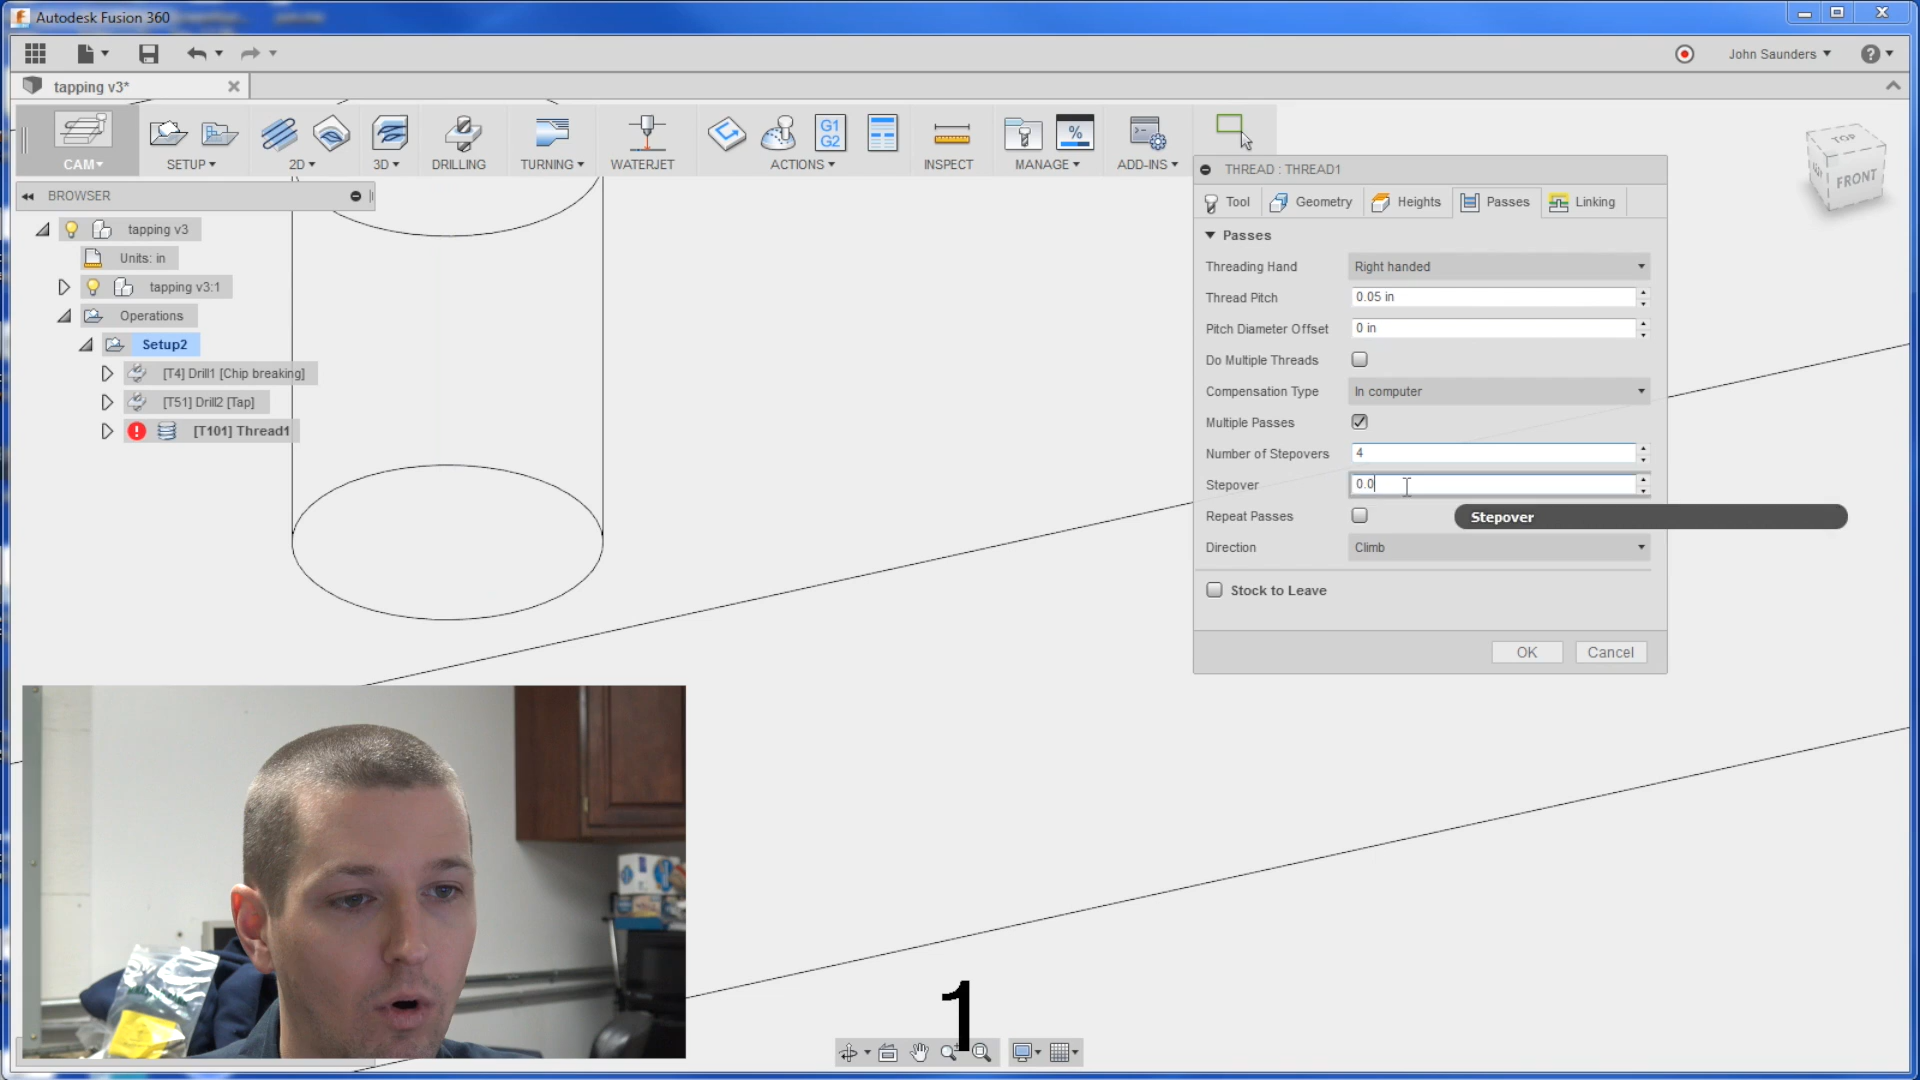 Autodesk Fusion 360
John Saunders
tapping v3*
G1
G2
%
CAM
SETUP
2D
3D
DRILLING
TURNING
WATERJET
ACTIONS
INSPECT
MANAGE
ADD-INS
TOP
FRONT
BROWSER
tapping v3
Units: in
tapping v3:1
Operations
Setup2
[T4] Drill1 [Chip breaking]
[T51] Drill2 [Tap]
[T101] Thread1
THREAD : THREAD1
Tool
Geometry
Heights
Passes
Linking
Passes
Threading Hand
Right handed
Thread Pitch
0.05 in
Pitch Diameter Offset
0 in
Do Multiple Threads
Compensation Type
In computer
Multiple Passes
Number of Stepovers
4
Stepover
0.0
Repeat Passes
Stepover
Direction
Climb
Stock to Leave
OK
Cancel
1